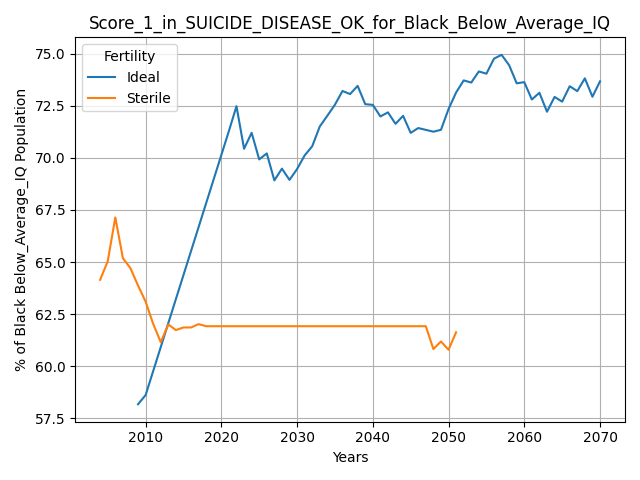 Score_1_in_SUICIDE_DISEASE_OK_for_Black_Below_Average_IQ
Fertility
Ideal
Sterile
% of Black Below_Average_IQ Population
75.0
72.5
70.0
67.5
65.0
62.5
60.0
57.5
2010 2020 2030 2040 2050 2060 2070
Years